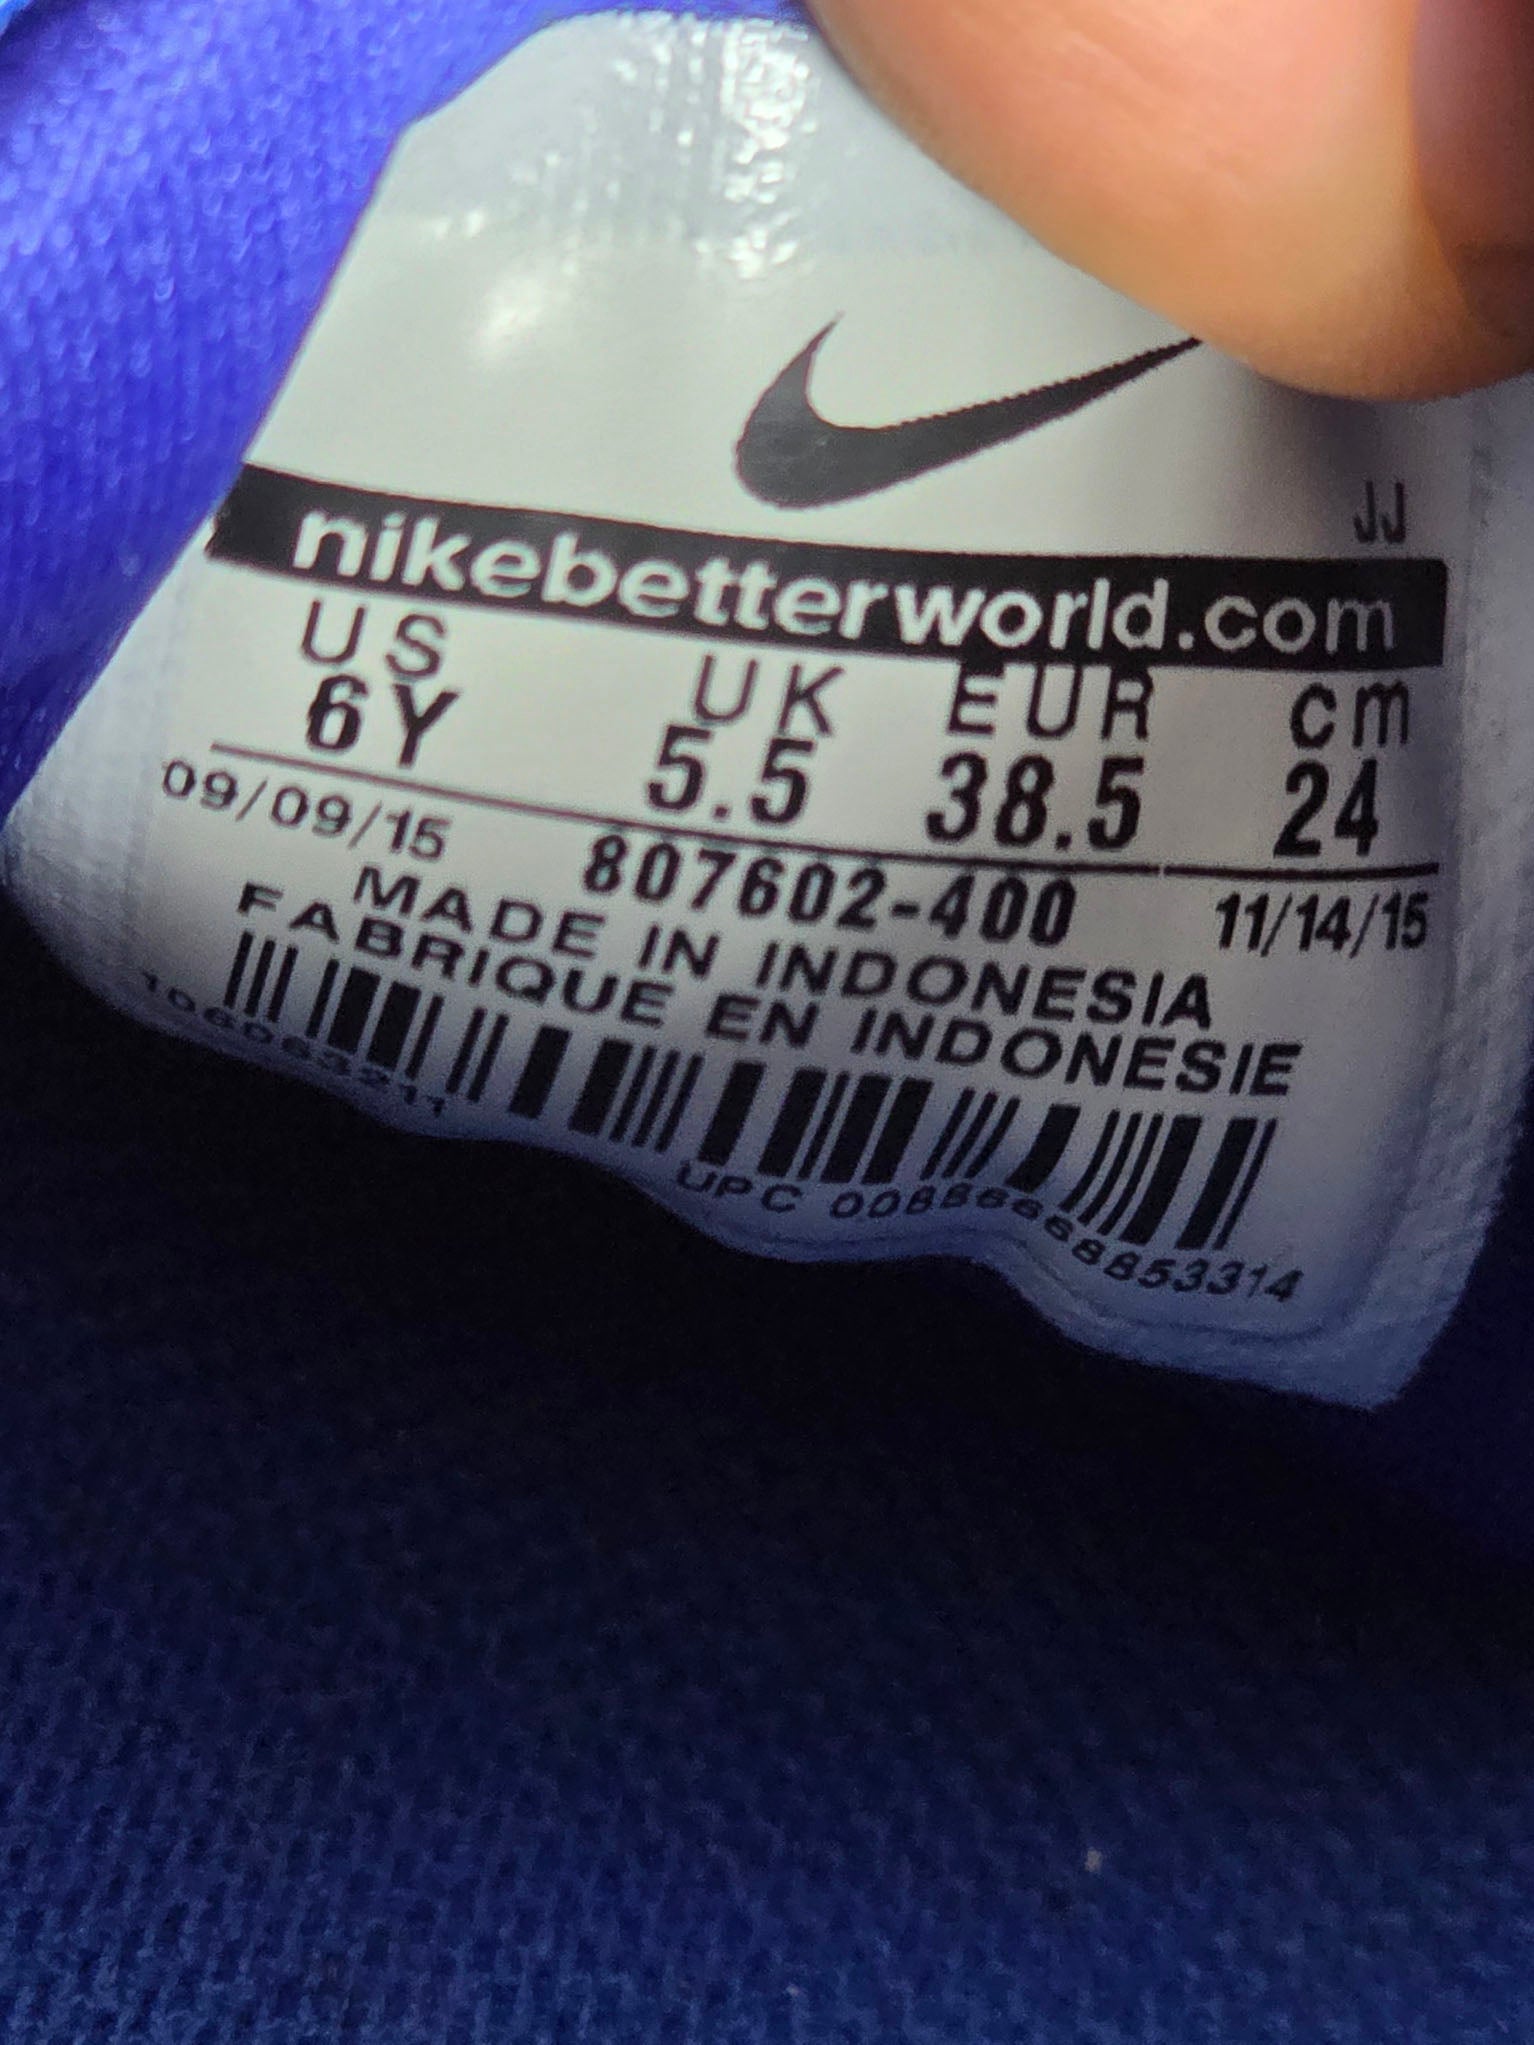 JJ
nikebetterworld.com
US UK EUR cm
6Y 5.5 38.5 24
09/09/15 807602-400 11/14/15
MADE IN INDONESIA
FABRIQUE EN INDONESIE
UPC